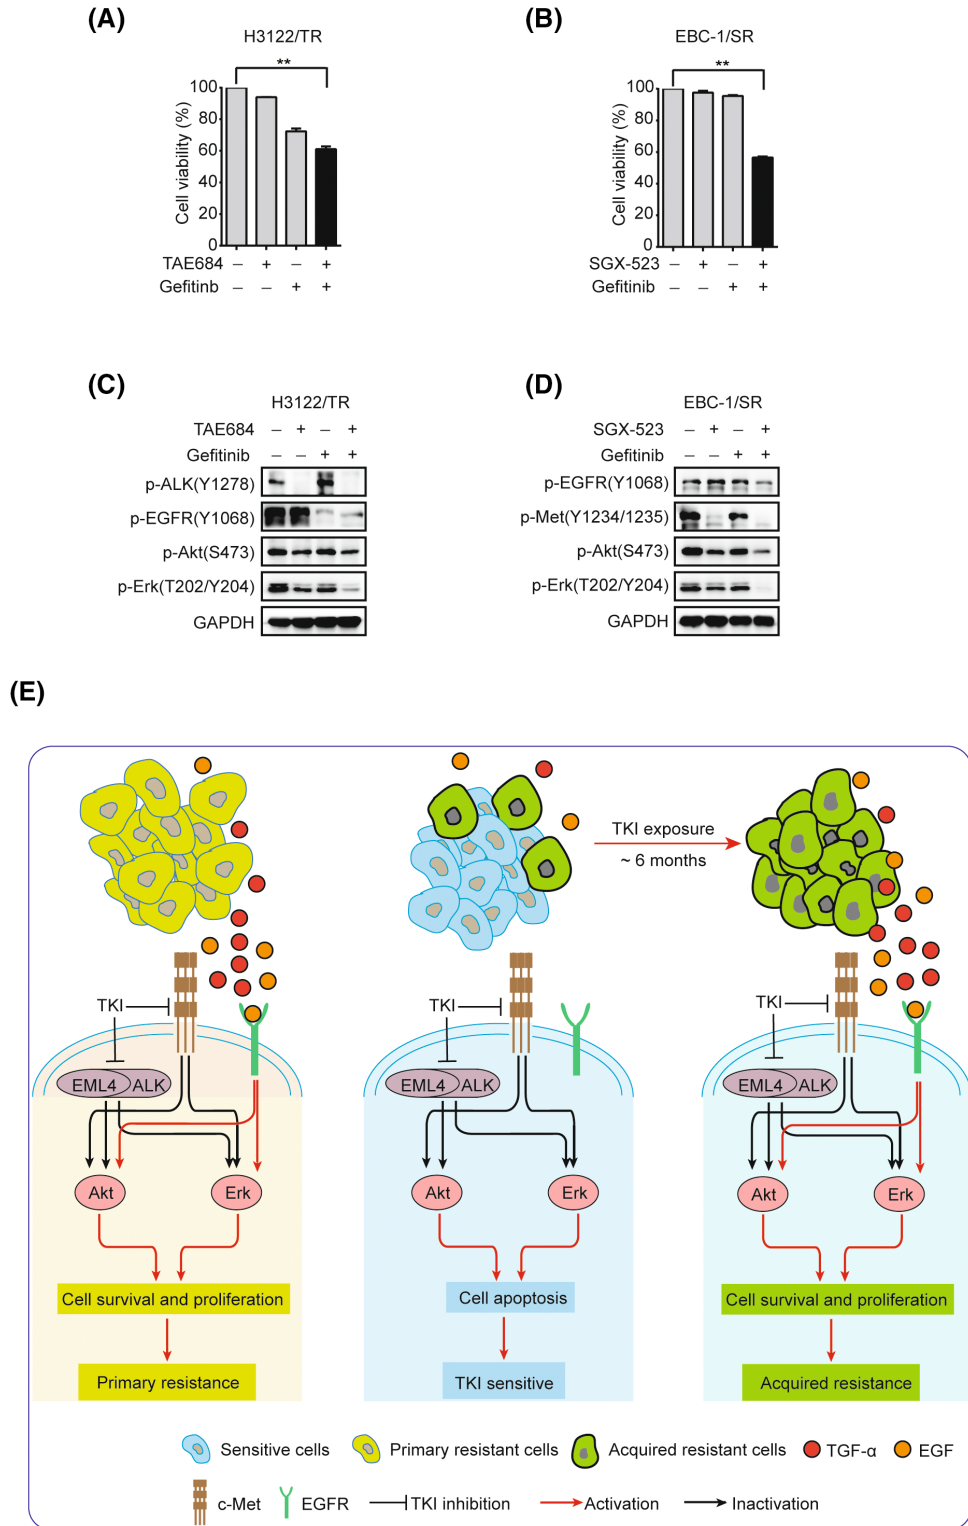 (A)
H3122/TR
**
Cell viability (%)
100
80
60
40
20
0
TAE684 – + – +
Gefitinb – – + +
(B)
EBC-1/SR
**
Cell viability (%)
100
80
60
40
20
0
SGX-523 – + – +
Gefitinib – – + +
(C)
H3122/TR
TAE684 – + – +
Gefitinib – – + +
p-ALK(Y1278)
p-EGFR(Y1068)
p-Akt(S473)
p-Erk(T202/Y204)
GAPDH
(D)
EBC-1/SR
SGX-523 – + – +
Gefitinib – – + +
p-EGFR(Y1068)
p-Met(Y1234/1235)
p-Akt(S473)
p-Erk(T202/Y204)
GAPDH
(E)
TKI exposure
~ 6 months
TKI
EML4 ALK
Akt
Erk
Cell survival and proliferation
Primary resistance
TKI
EML4 ALK
Akt
Erk
Cell apoptosis
TKI sensitive
TKI
EML4 ALK
Akt
Erk
Cell survival and proliferation
Acquired resistance
Sensitive cells
Primary resistant cells
Acquired resistant cells
TGF-α
EGF
c-Met
EGFR
TKI inhibition
Activation
Inactivation